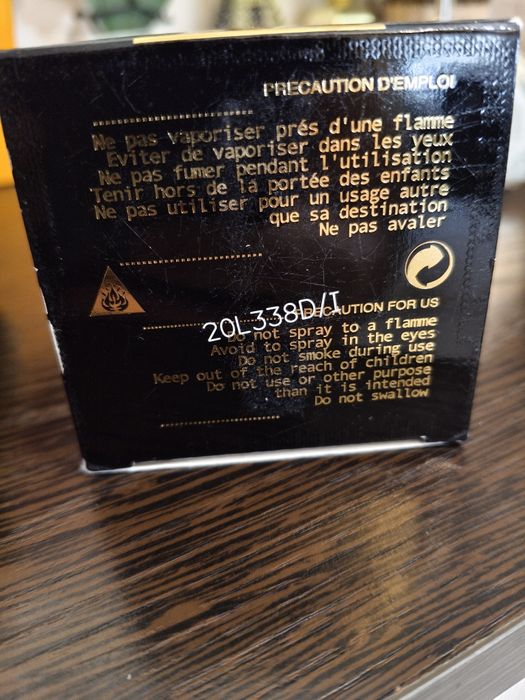 PRECAUTION D'EMPLOI
Ne pas vaporiser prés d'une flamme
Eviter de vaporiser dans les yeux
Ne pas fumer pendant l'utilisation
Tenir hors de la portée des enfants
Ne pas utiliser pour un usage autre
que sa destination
Ne pas avaler
20L338D/I
PRECAUTION FOR US
Do not spray to a flamme
Avoid to spray in the eyes
Do not smoke during use
Keep out of the reach of children
Do not use or other purpose
than it is intended
Do not swallow